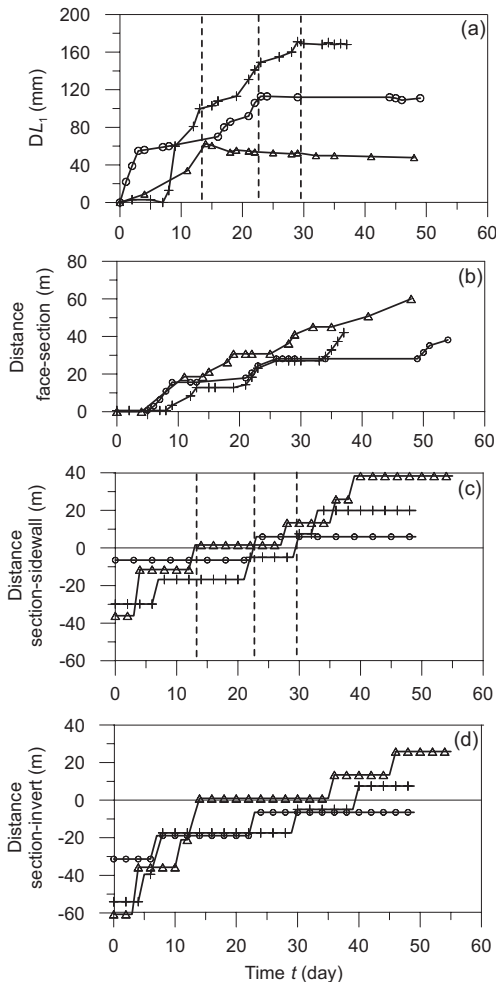 (a)
200
160
120
80
40
0
DL₁ (mm)
0 10 20 30 40 50 60
(b)
80
60
40
20
0
Distance
face-section (m)
0 10 20 30 40 50 60
(c)
40
20
0
-20
-40
-60
Distance
section-sidewall (m)
0 10 20 30 40 50 60
(d)
40
20
0
-20
-40
-60
Distance
section-invert (m)
0 10 20 30 40 50 60
Time t (day)